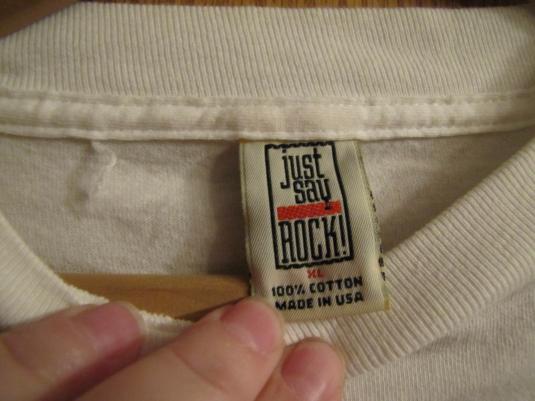 just
say
ROCK!
XL
100% COTTON
MADE IN USA